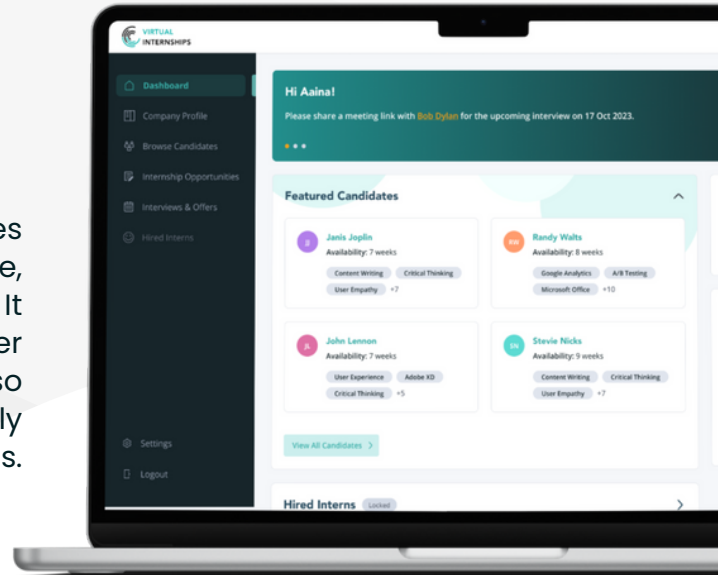 es
e,
It
er
so
ly
s.
VIRTUAL
INTERNSHIPS
Dashboard
Company Profile
Browse Candidates
Internship Opportunities
Interviews & Offers
Hired Interns
Settings
Logout
Hi Aaina!
Please share a meeting link with Bob Dylan for the upcoming interview on 17 Oct 2023.
Featured Candidates
JJ
Janis Joplin
Availability: 7 weeks
Content Writing Critical Thinking
User Empathy +7
RW
Randy Walts
Availability: 8 weeks
Google Analytics A/B Testing
Microsoft Office +10
JL
John Lennon
Availability: 7 weeks
User Experience Adobe XD
Critical Thinking +5
SN
Stevie Nicks
Availability: 9 weeks
Content Writing Critical Thinking
User Empathy +7
View All Candidates >
Hired Interns Locked